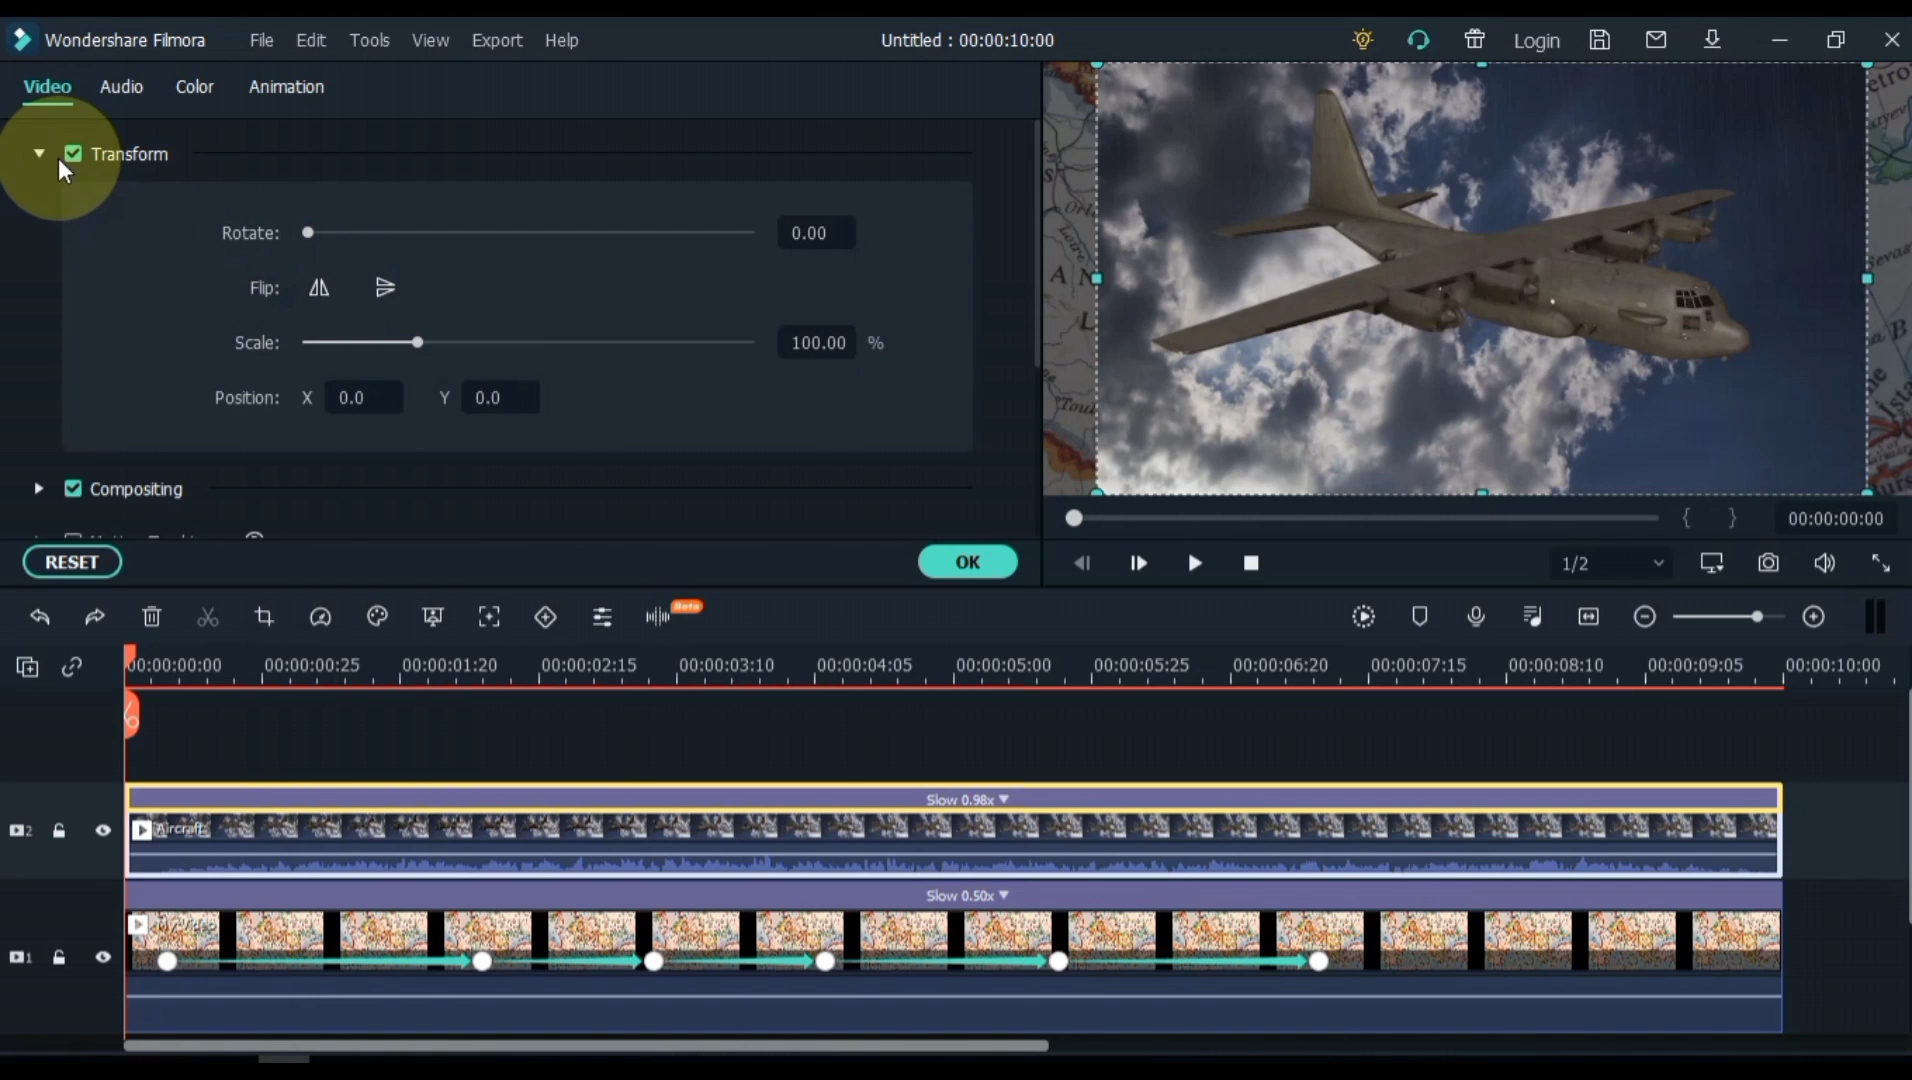 Wondershare Filmora File Edit Tools View Export Help Untitled : 00:00:10:00 Login
Video Audio Color Animation
Transform
Rotate: 0.00
Flip:
Scale: 100.00 %
Position: X 0.0 Y 0.0
Compositing
RESET OK
{ } 00:00:00:00
1/2
Beta
00:00:00:00 00:00:00:25 00:00:01:20 00:00:02:15 00:00:03:10 00:00:04:05 00:00:05:00 00:00:05:25 00:00:06:20 00:00:07:15 00:00:08:10 00:00:09:05 00:00:10:00
Slow 0.98x
2 Aircraft
Slow 0.50x
1